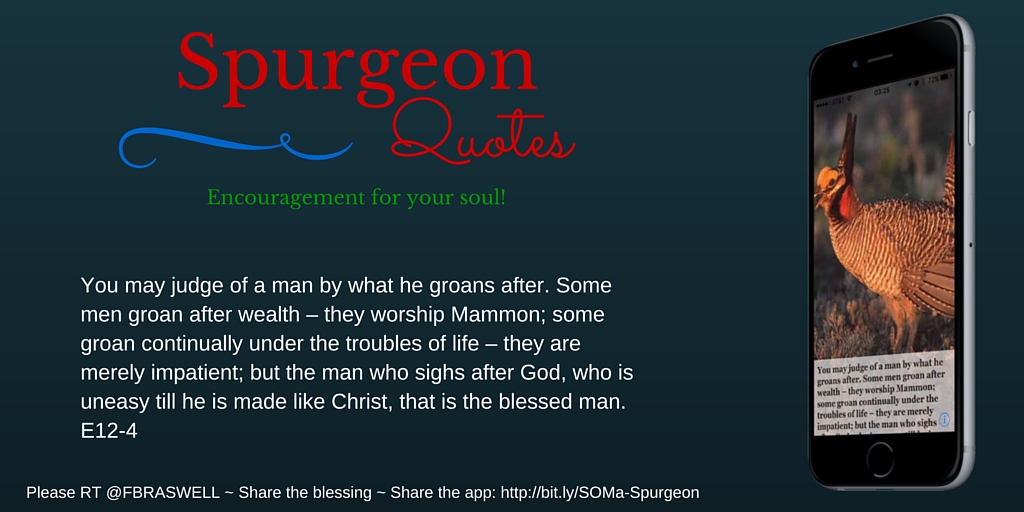 Spurgeon
Quotes
Encouragement for your soul!
You may judge of a man by what he groans after. Some
men groan after wealth – they worship Mammon; some
groan continually under the troubles of life – they are
merely impatient; but the man who sighs after God, who is
uneasy till he is made like Christ, that is the blessed man.
E12-4
Please RT @FBRASWELL ~ Share the blessing ~ Share the app: http://bit.ly/SOMa-Spurgeon
AT&T 03:25 72%
You may judge of a man by what he
groans after. Some men groan after
wealth – they worship Mammon;
some groan continually under the
troubles of life – they are merely
impatient; but the man who sighs